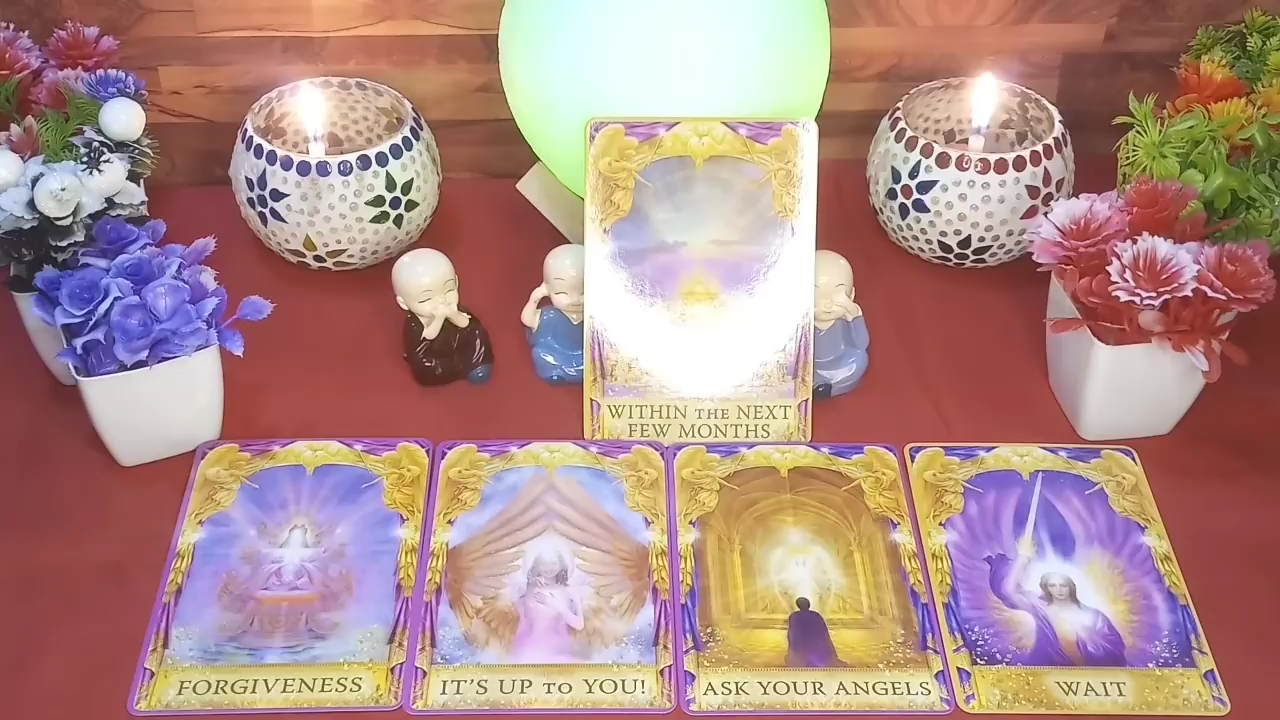 WITHIN THE NEXT
FEW MONTHS
FORGIVENESS
IT'S UP TO YOU!
ASK YOUR ANGELS
WAIT